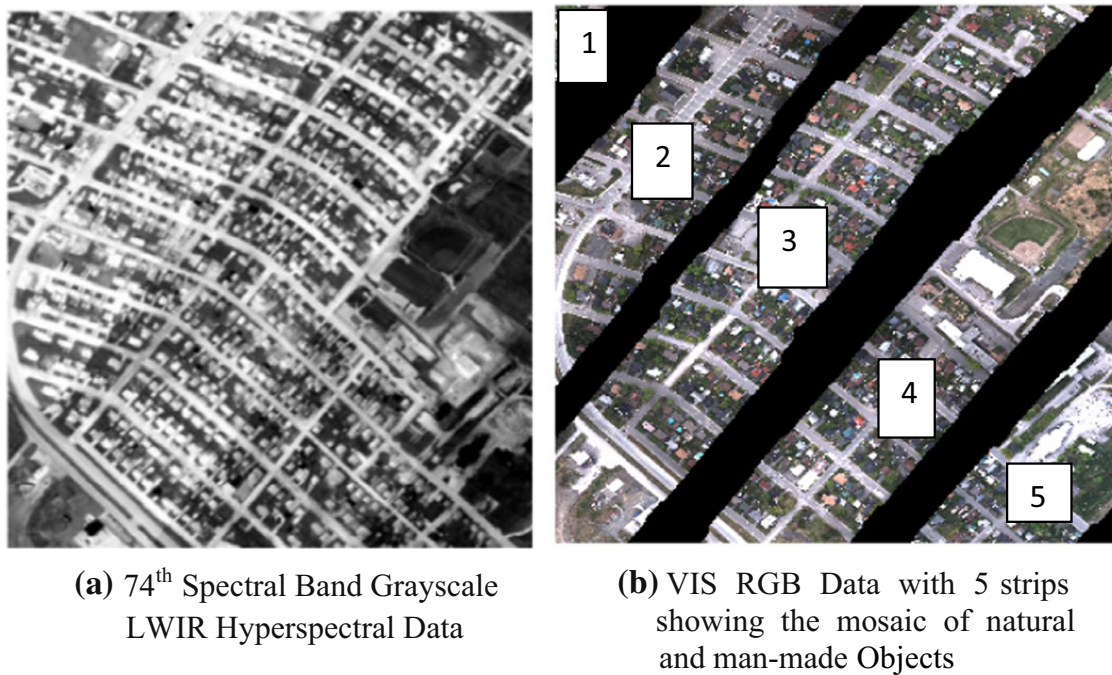 1
2
3
4
5
(a) 74th Spectral Band Grayscale
LWIR Hyperspectral Data
(b) VIS RGB Data with 5 strips
showing the mosaic of natural
and man-made Objects